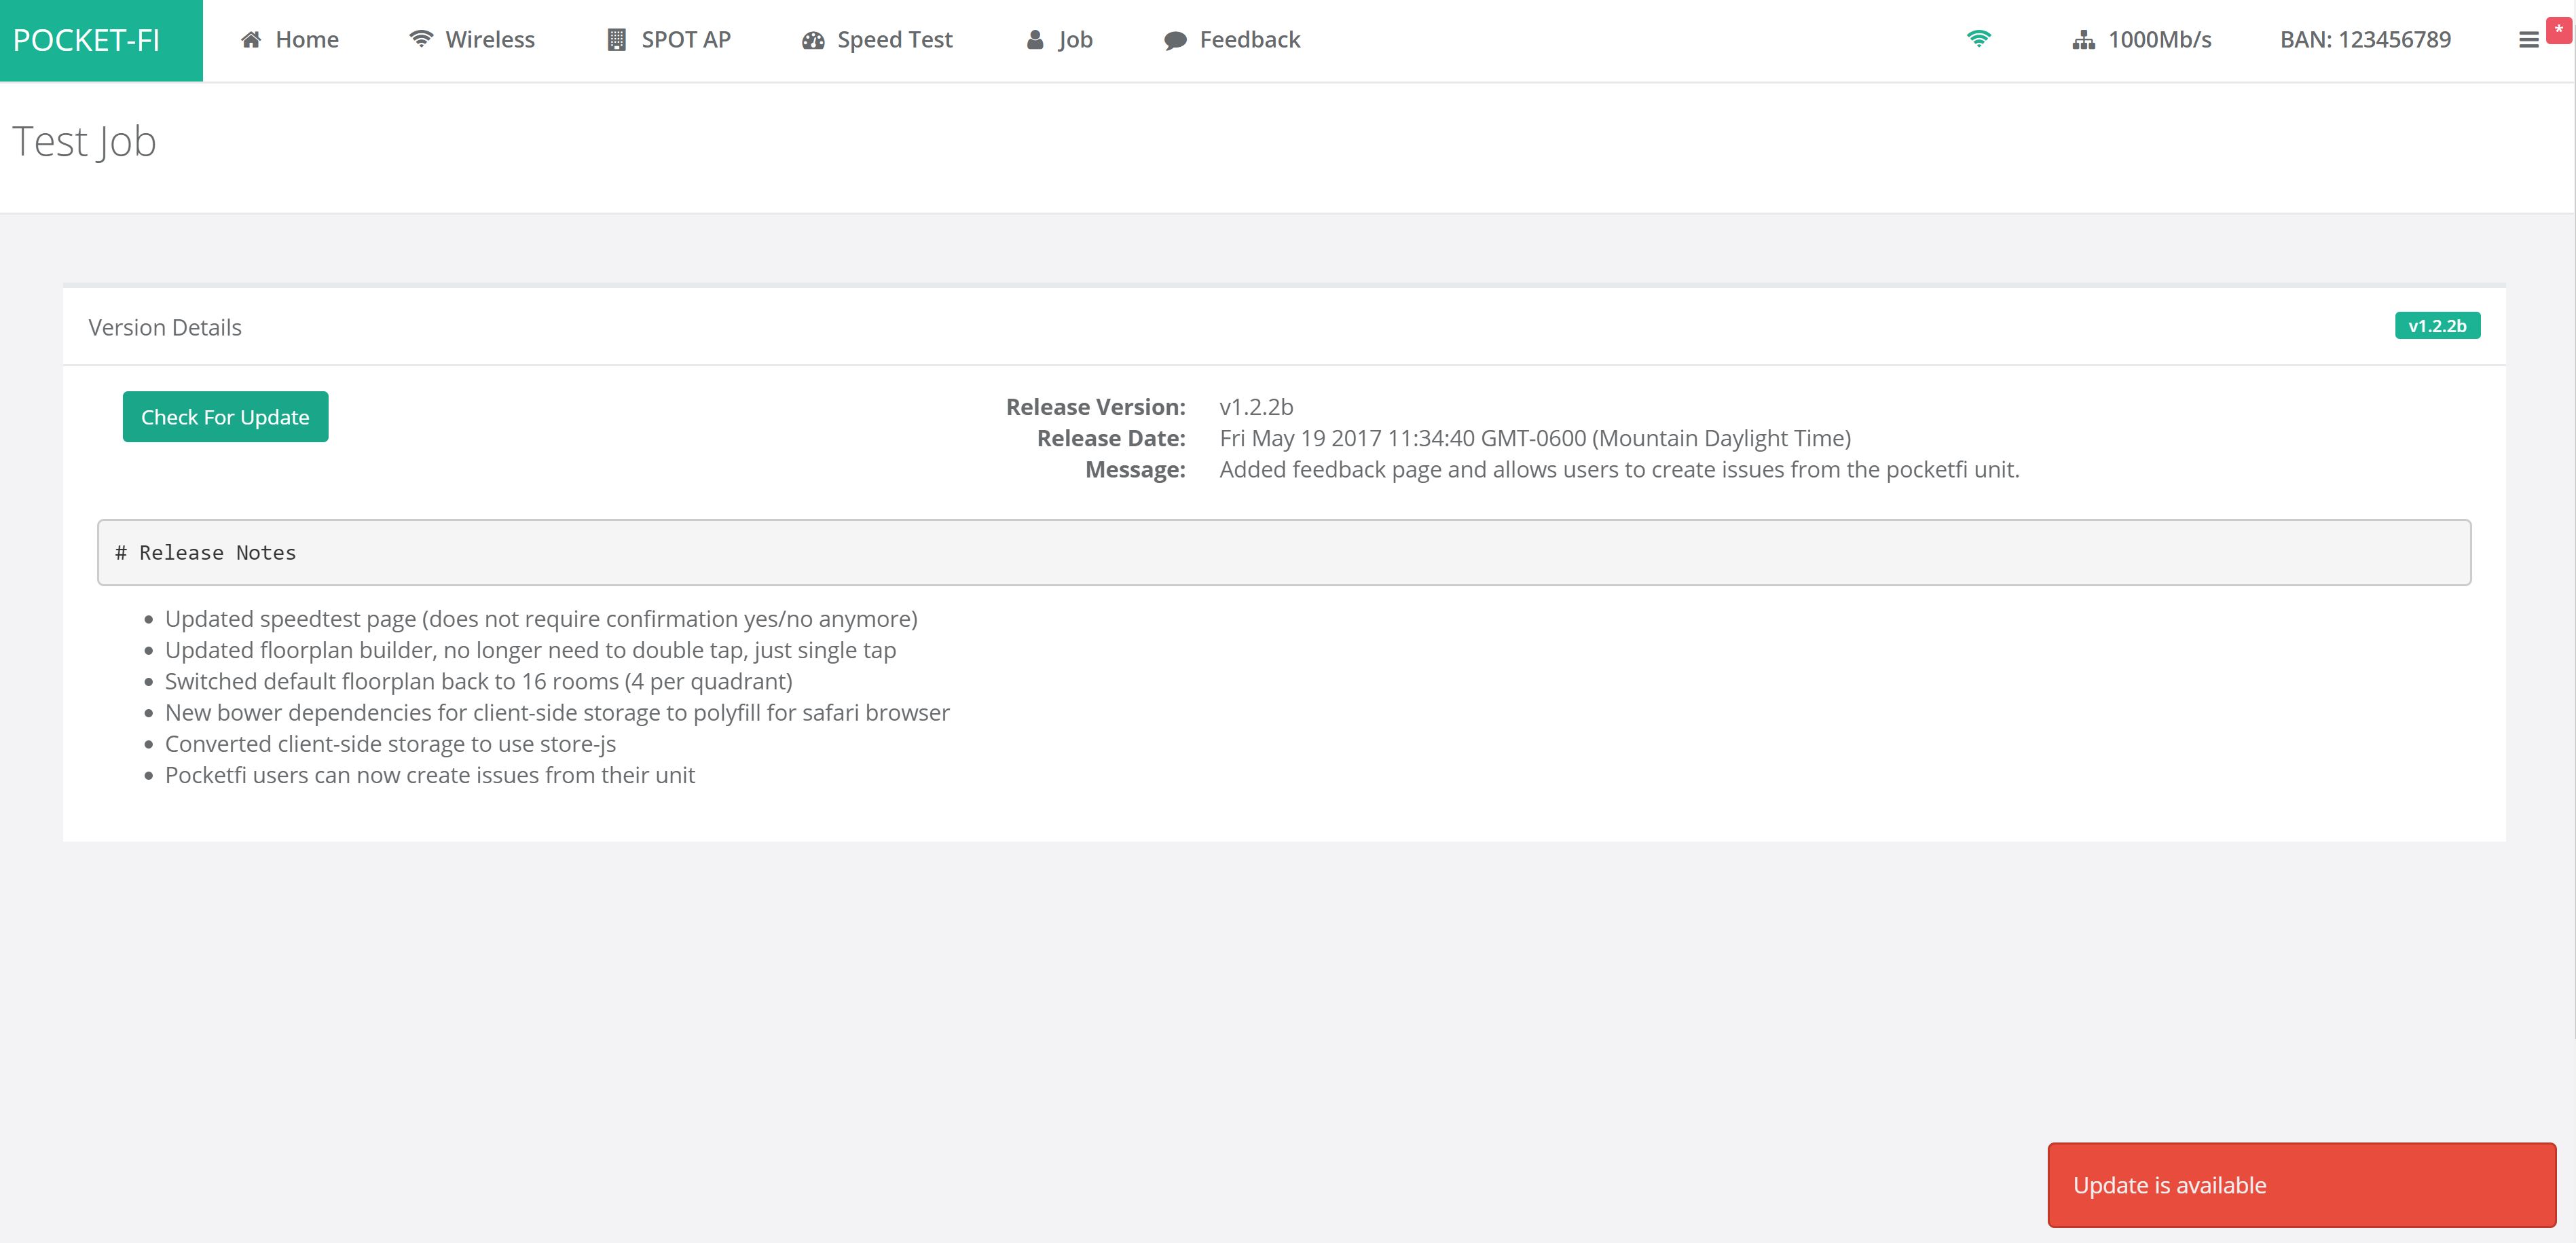 POCKET-FI Home Wireless SPOT AP Speed Test Job Feedback 1000Mb/s BAN: 123456789 *
Test Job
Version Details v1.2.2b
Check For Update
Release Version: v1.2.2b
Release Date: Fri May 19 2017 11:34:40 GMT-0600 (Mountain Daylight Time)
Message: Added feedback page and allows users to create issues from the pocketfi unit.
# Release Notes
• Updated speedtest page (does not require confirmation yes/no anymore)
• Updated floorplan builder, no longer need to double tap, just single tap
• Switched default floorplan back to 16 rooms (4 per quadrant)
• New bower dependencies for client-side storage to polyfill for safari browser
• Converted client-side storage to use store-js
• Pocketfi users can now create issues from their unit
Update is available